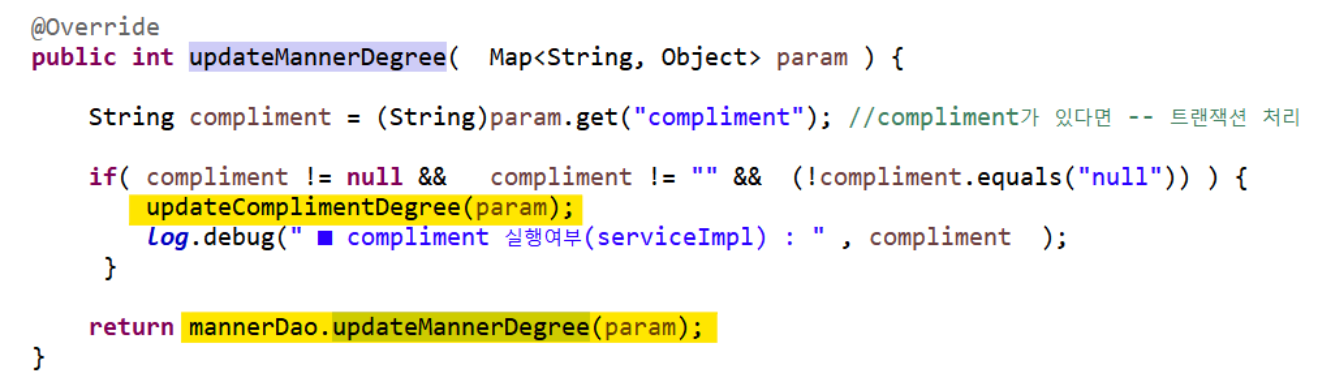 @Override
public int updateMannerDegree(  Map<String, Object> param ) {
String compliment = (String)param.get("compliment"); //compliment가 있다면 -- 트랜잭션 처리
if( compliment != null &&   compliment != "" &&  (!compliment.equals("null")) ) {
updateComplimentDegree(param);
log.debug(" ■ compliment 실행여부(serviceImpl) : " , compliment  );
}
return mannerDao.updateMannerDegree(param);
}